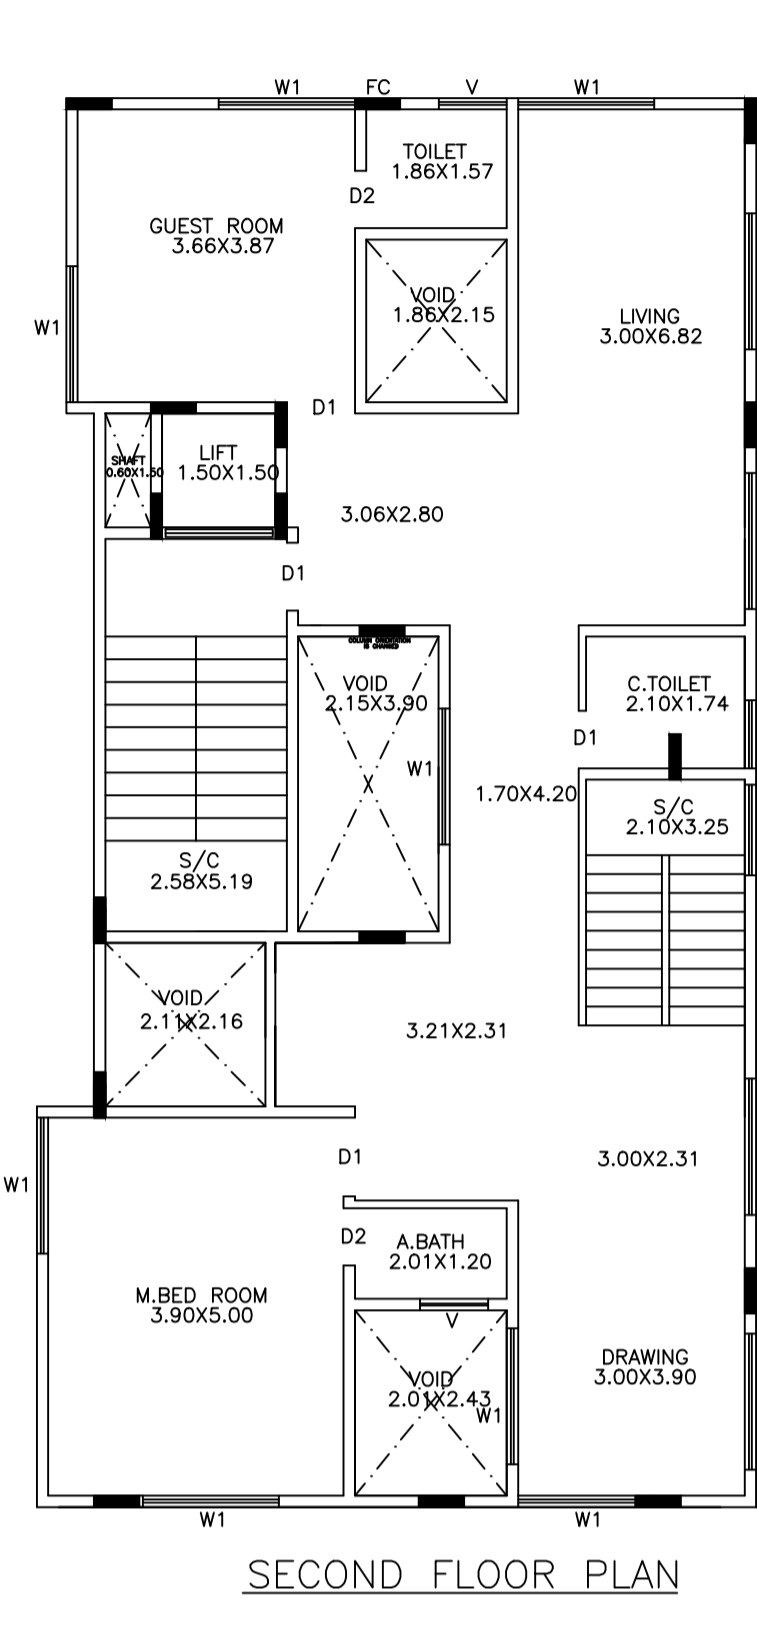 W1
FC
V
W1
TOILET
1.86X1.57
D2
GUEST ROOM
3.66X3.87
VOID
1.86X2.15
W1
LIVING
3.00X6.82
D1
LIFT
1.50X1.50
SHAFT
0.60X1.50
3.06X2.80
D1
COLUMN ORIENTATION
IS CHANGED
VOID
2.15X3.90
C.TOILET
2.10X1.74
D1
W1
1.70X4.20
S/C
2.10X3.25
S/C
2.58X5.19
VOID
2.11X2.16
3.21X2.31
D1
3.00X2.31
W1
D2
A.BATH
2.01X1.20
M.BED ROOM
3.90X5.00
V
DRAWING
3.00X3.90
VOID
2.01X2.43
W1
W1
W1
SECOND FLOOR PLAN